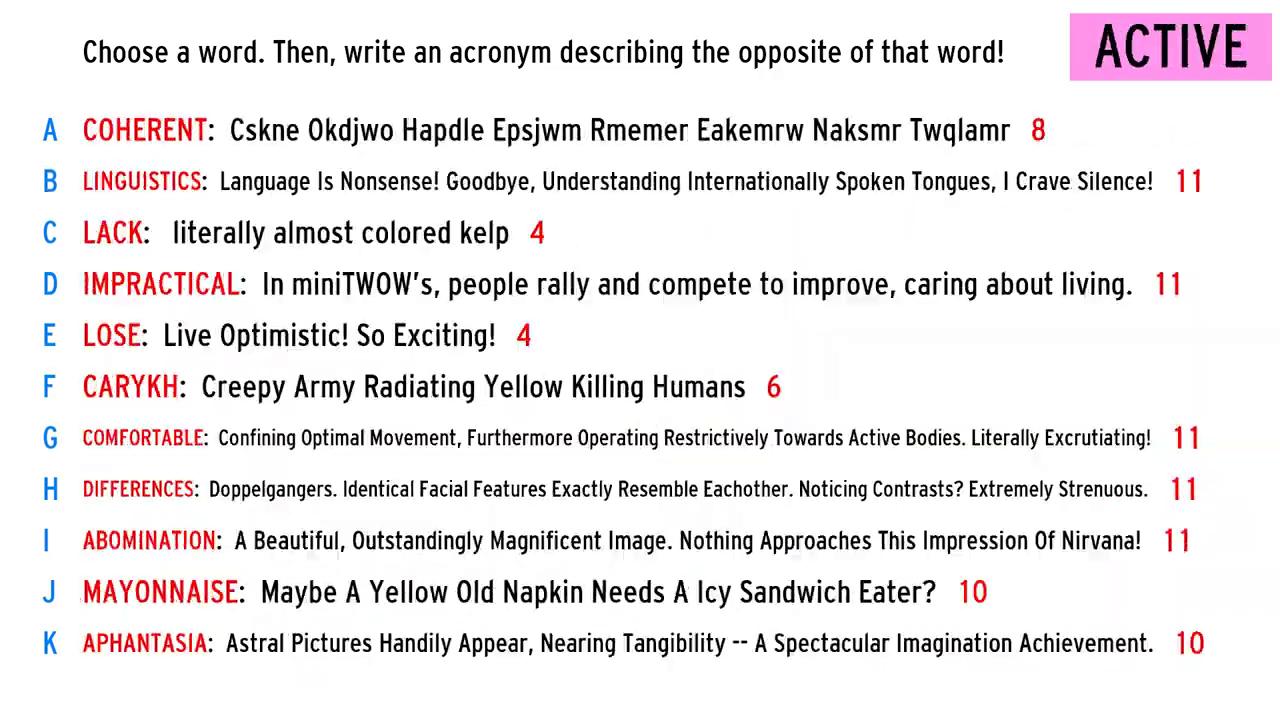 Choose a word. Then, write an acronym describing the opposite of that word!
ACTIVE
A COHERENT: Cskne Okdjwo Hapdle Epsjwm Rmemer Eakemrw Naksmr Twqlamr 8
B LINGUISTICS: Language Is Nonsense! Goodbye, Understanding Internationally Spoken Tongues, I Crave Silence! 11
C LACK: literally almost colored kelp 4
D IMPRACTICAL: In miniTWOW's, people rally and compete to improve, caring about living. 11
E LOSE: Live Optimistic! So Exciting! 4
F CARYKH: Creepy Army Radiating Yellow Killing Humans 6
G COMFORTABLE: Confining Optimal Movement, Furthermore Operating Restrictively Towards Active Bodies. Literally Excrutiating! 11
H DIFFERENCES: Doppelgangers. Identical Facial Features Exactly Resemble Eachother. Noticing Contrasts? Extremely Strenuous. 11
I ABOMINATION: A Beautiful, Outstandingly Magnificent Image. Nothing Approaches This Impression Of Nirvana! 11
J MAYONNAISE: Maybe A Yellow Old Napkin Needs A Icy Sandwich Eater? 10
K APHANTASIA: Astral Pictures Handily Appear, Nearing Tangibility -- A Spectacular Imagination Achievement. 10